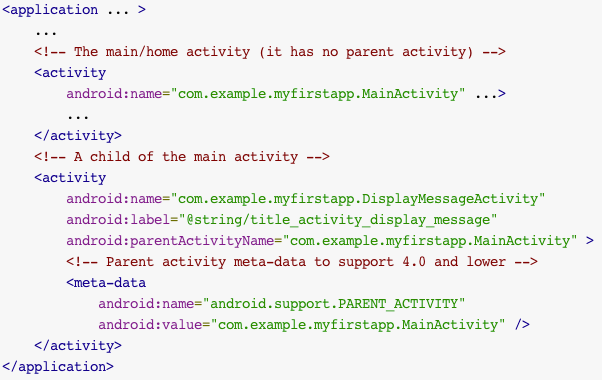 <application ... >
    ...
    <!-- The main/home activity (it has no parent activity) -->
    <activity
        android:name="com.example.myfirstapp.MainActivity" ...>
        ...
    </activity>
    <!-- A child of the main activity -->
    <activity
        android:name="com.example.myfirstapp.DisplayMessageActivity"
        android:label="@string/title_activity_display_message"
        android:parentActivityName="com.example.myfirstapp.MainActivity" >
        <!-- Parent activity meta-data to support 4.0 and lower -->
        <meta-data
            android:name="android.support.PARENT_ACTIVITY"
            android:value="com.example.myfirstapp.MainActivity" />
    </activity>
</application>